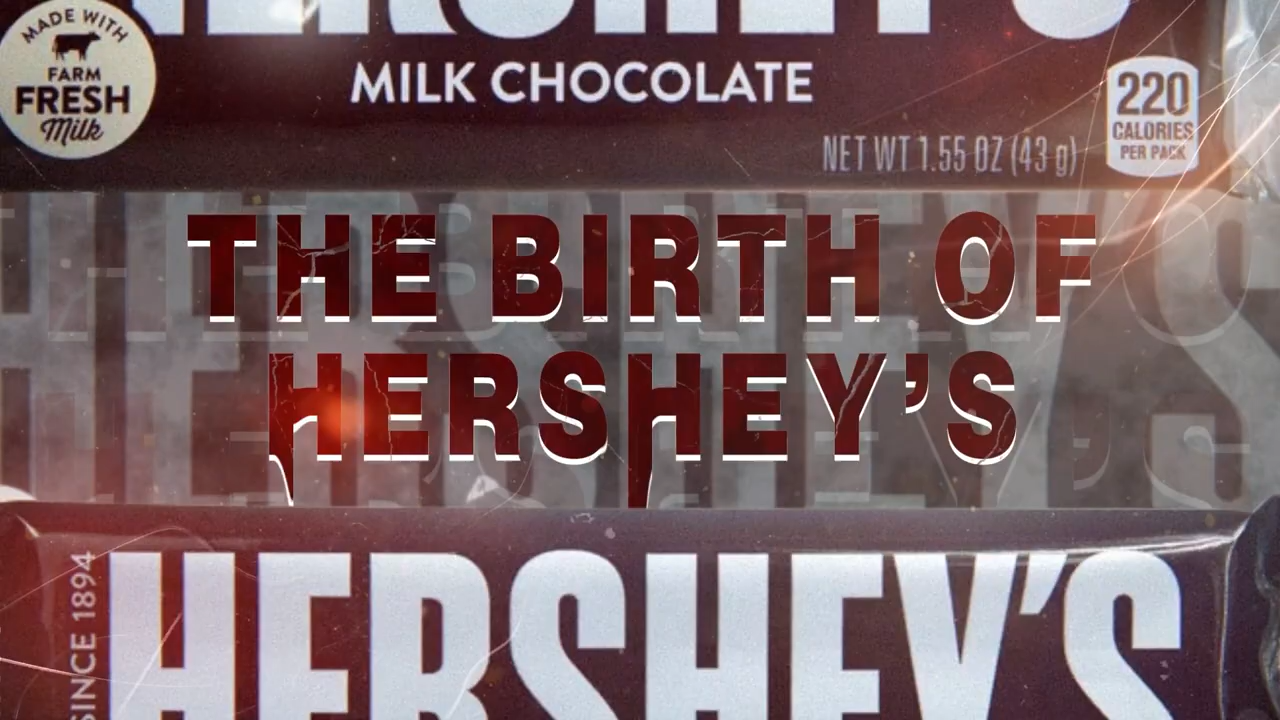 HERSHEY'S
MADE WITH
FARM
FRESH
Milk
MILK CHOCOLATE
NET WT 1.55 OZ (43 g)
220
CALORIES
PER PACK
THE BIRTH OF
HERSHEY’S
SINCE 1894
HERSHEY'S